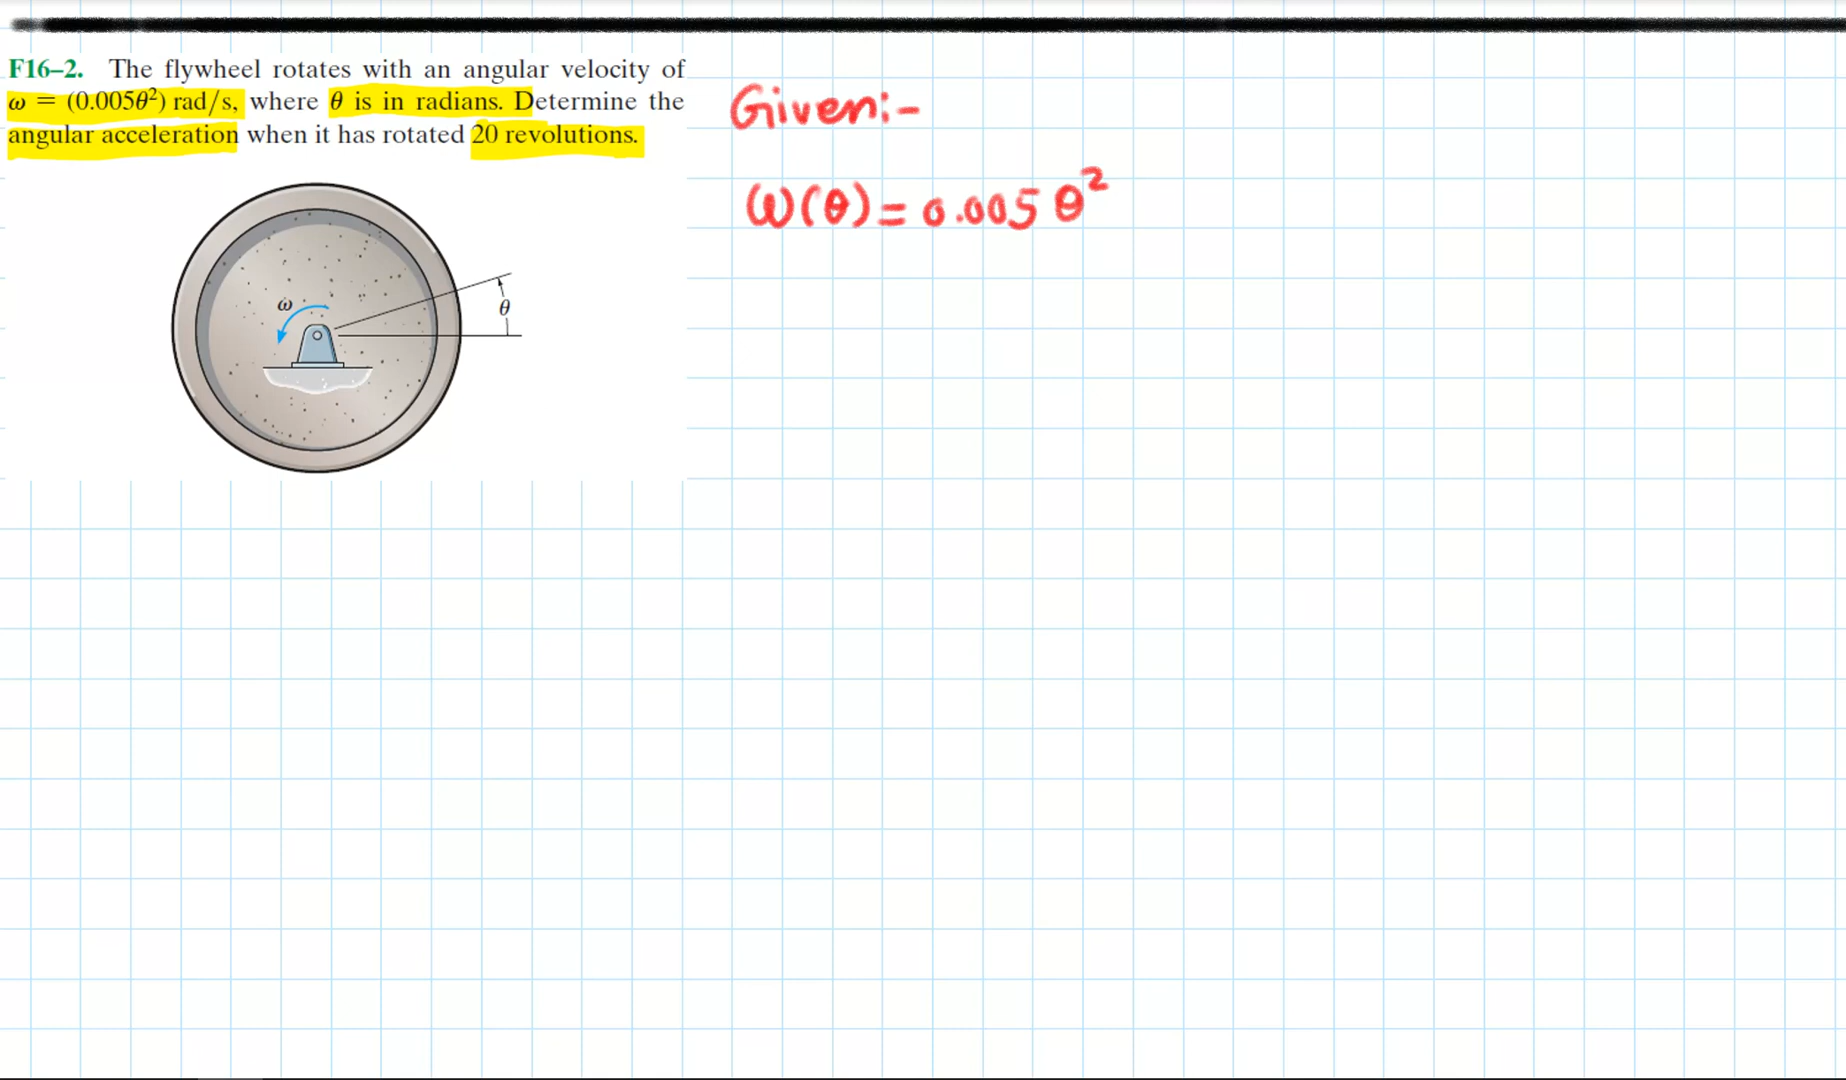 F16–2. The flywheel rotates with an angular velocity of
ω = (0.005θ²) rad/s, where θ is in radians. Determine the
angular acceleration when it has rotated 20 revolutions.
ω
θ
Given:-
ω(θ) = 0.005 θ²